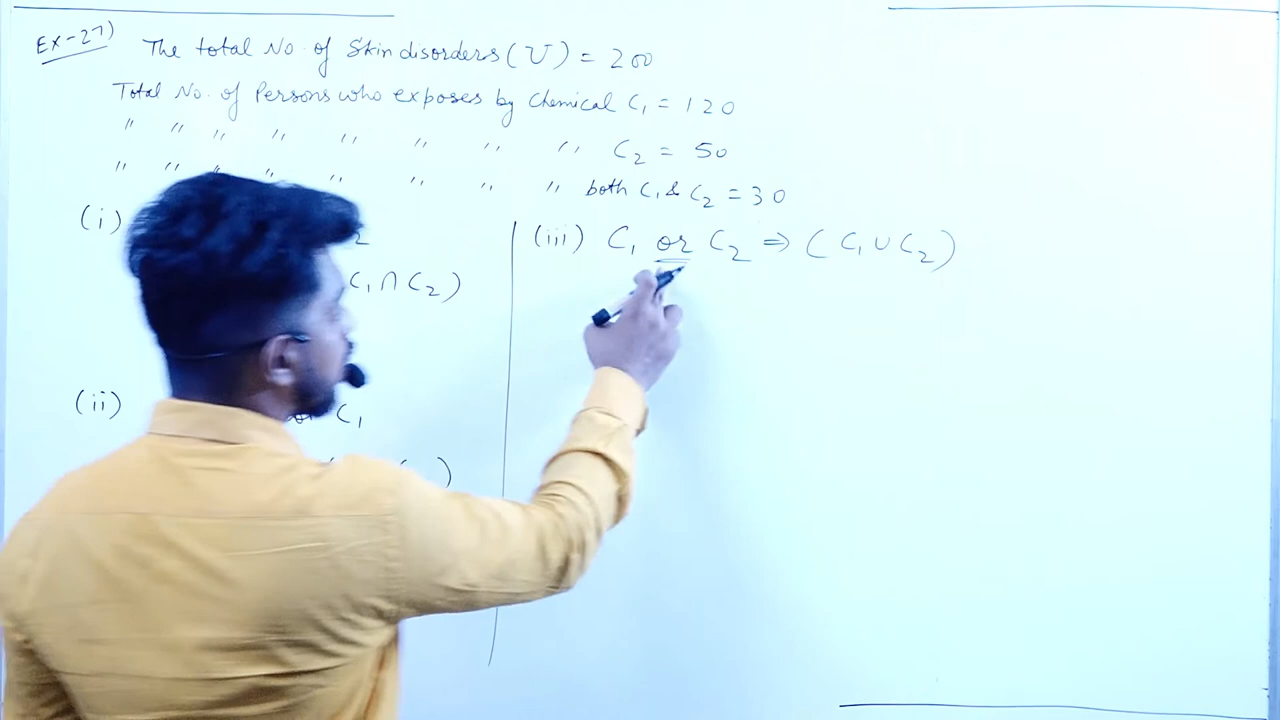 Ex-27)
The total No. of Skin disorders (U) = 200
Total No. of Persons who exposes by Chemical C₁ = 120
" " " " " " " " C₂ = 50
" " " " " " " " both C₁ & C₂ = 30
(i)
C₁ ∩ C₂)
(ii) C₁
)
(iii) C₁ or C₂ ⇒ (C₁ ∪ C₂)